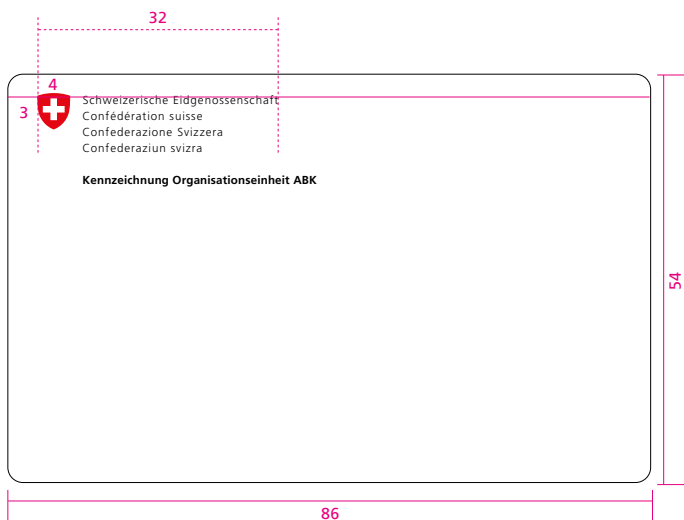 32
4
3
Schweizerische Eidgenossenschaft
Confédération suisse
Confederazione Svizzera
Confederaziun svizra
Kennzeichnung Organisationseinheit ABK
54
86